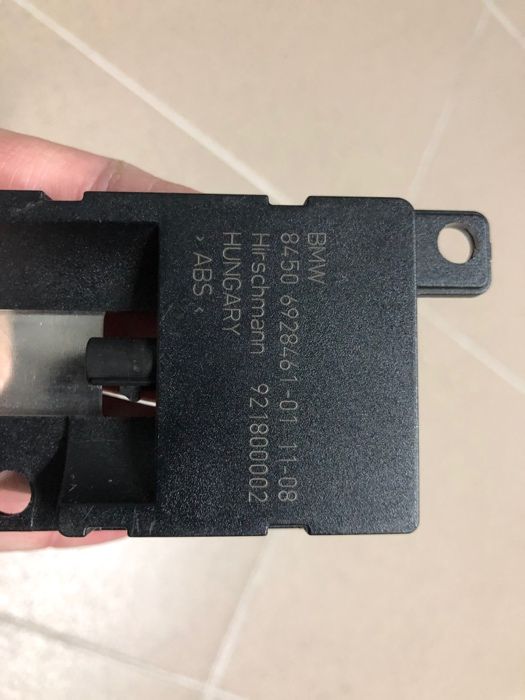 BMW
8450 6928461-01 11-08
Hirschmann 921800002
HUNGARY
> ABS <